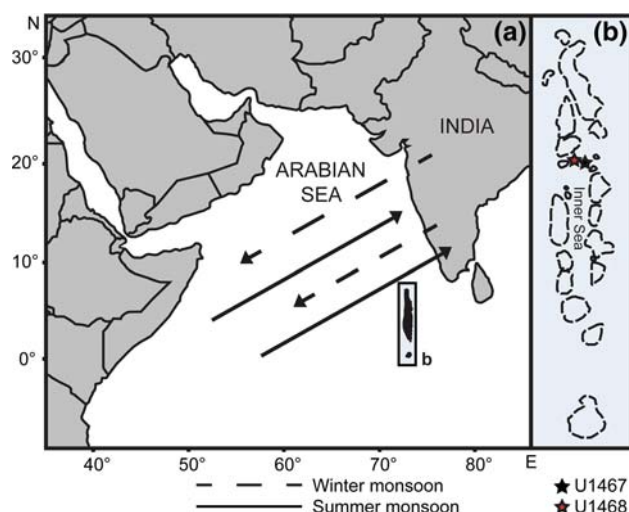 N
(a)
(b)
30°
INDIA
ARABIAN
SEA
20°
Inner Sea
10°
0°
b
40°
50°
60°
70°
80°
E
Winter monsoon
U1467
Summer monsoon
U1468